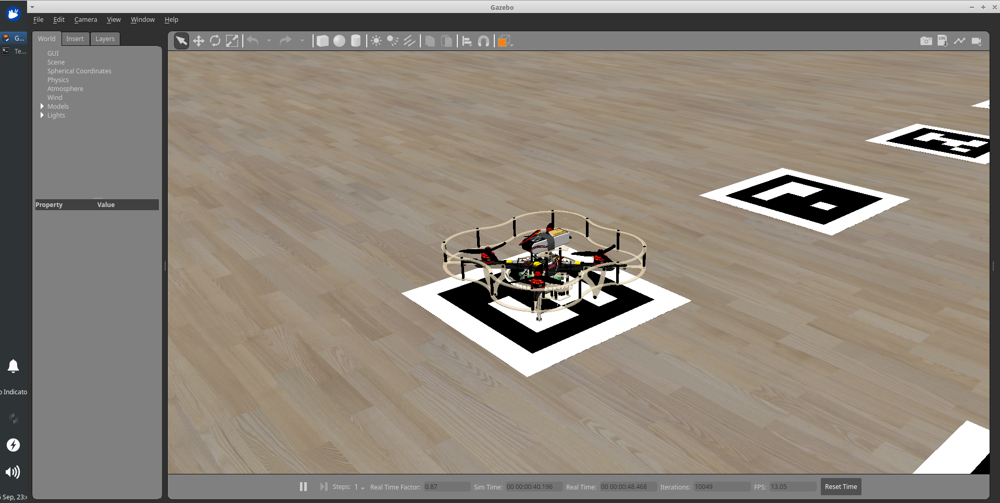 Gazebo
File Edit Camera View Window Help
G...
Te...
World Insert Layers
GUI
Scene
Spherical Coordinates
Physics
Atmosphere
Wind
Models
Lights
Property Value
LOG
o Indicato
Sep, 23:4
Steps: 1 Real Time Factor: 0.87 Sim Time: 00 00:00:40.196 Real Time: 00 00:00:48.468 Iterations: 10049 FPS: 13.05 Reset Time